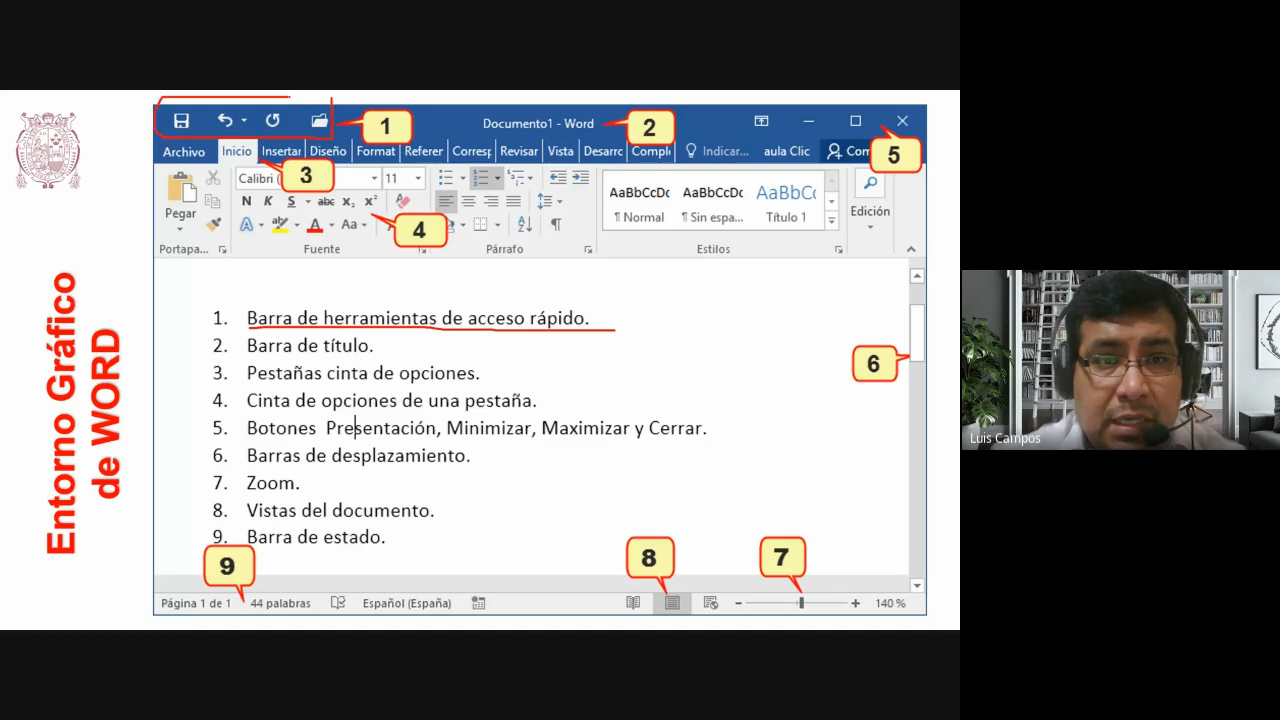 Entorno Gráfico
de WORD
1
Documento1 - Word
2
Archivo
Inicio
Insertar
Diseño
Format
Referer
Corresp
Revisar
Vista
Desarrc
Comple
Indicar...
aula Clic
Com
5
3
Calibri (
11
Pegar
N K S abc x₂ x²
Aa
4
AaBbCcDc
AaBbCcDc
AaBbC
¶ Normal
¶ Sin espa...
Título 1
Edición
Portapa...
Fuente
Párrafo
Estilos
1. Barra de herramientas de acceso rápido.
2. Barra de título.
3. Pestañas cinta de opciones.
4. Cinta de opciones de una pestaña.
5. Botones Presentación, Minimizar, Maximizar y Cerrar.
6. Barras de desplazamiento.
7. Zoom.
8. Vistas del documento.
9. Barra de estado.
6
9
8
7
Página 1 de 1
44 palabras
Español (España)
140 %
Luis Campos